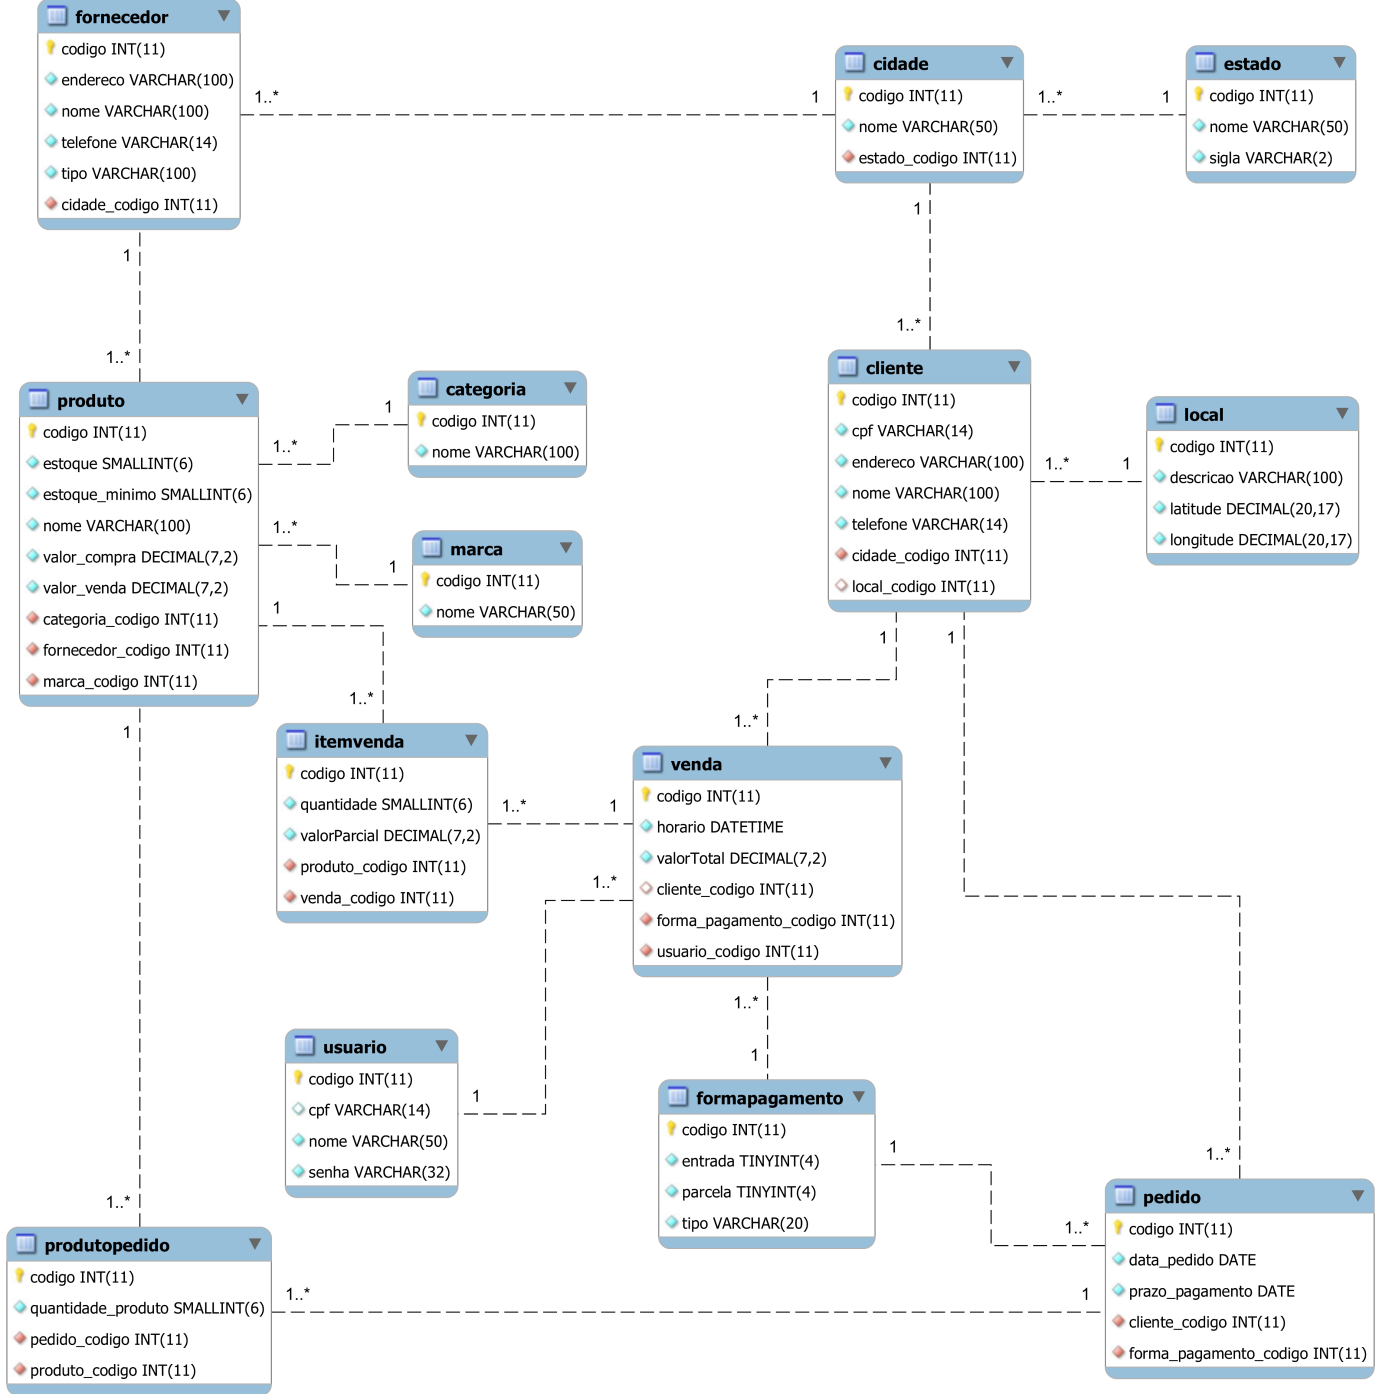 fornecedor
codigo INT(11)
endereco VARCHAR(100)
nome VARCHAR(100)
telefone VARCHAR(14)
tipo VARCHAR(100)
cidade_codigo INT(11)
1..*
1
cidade
codigo INT(11)
nome VARCHAR(50)
estado_codigo INT(11)
1..*
1
estado
codigo INT(11)
nome VARCHAR(50)
sigla VARCHAR(2)
1
1..*
1
1..*
produto
codigo INT(11)
estoque SMALLINT(6)
estoque_minimo SMALLINT(6)
nome VARCHAR(100)
valor_compra DECIMAL(7,2)
valor_venda DECIMAL(7,2)
categoria_codigo INT(11)
fornecedor_codigo INT(11)
marca_codigo INT(11)
1..*
1
categoria
codigo INT(11)
nome VARCHAR(100)
1..*
1
marca
codigo INT(11)
nome VARCHAR(50)
1
1..*
cliente
codigo INT(11)
cpf VARCHAR(14)
endereco VARCHAR(100)
nome VARCHAR(100)
telefone VARCHAR(14)
cidade_codigo INT(11)
local_codigo INT(11)
1..*
1
local
codigo INT(11)
descricao VARCHAR(100)
latitude DECIMAL(20,17)
longitude DECIMAL(20,17)
1
1
1..*
1
itemvenda
codigo INT(11)
quantidade SMALLINT(6)
valorParcial DECIMAL(7,2)
produto_codigo INT(11)
venda_codigo INT(11)
1..*
1
venda
codigo INT(11)
horario DATETIME
valorTotal DECIMAL(7,2)
cliente_codigo INT(11)
forma_pagamento_codigo INT(11)
usuario_codigo INT(11)
1..*
1..*
1
usuario
codigo INT(11)
cpf VARCHAR(14)
nome VARCHAR(50)
senha VARCHAR(32)
1
formapagamento
codigo INT(11)
entrada TINYINT(4)
parcela TINYINT(4)
tipo VARCHAR(20)
1
1..*
1..*
pedido
codigo INT(11)
data_pedido DATE
prazo_pagamento DATE
cliente_codigo INT(11)
forma_pagamento_codigo INT(11)
1..*
produtopedido
codigo INT(11)
quantidade_produto SMALLINT(6)
pedido_codigo INT(11)
produto_codigo INT(11)
1..*
1